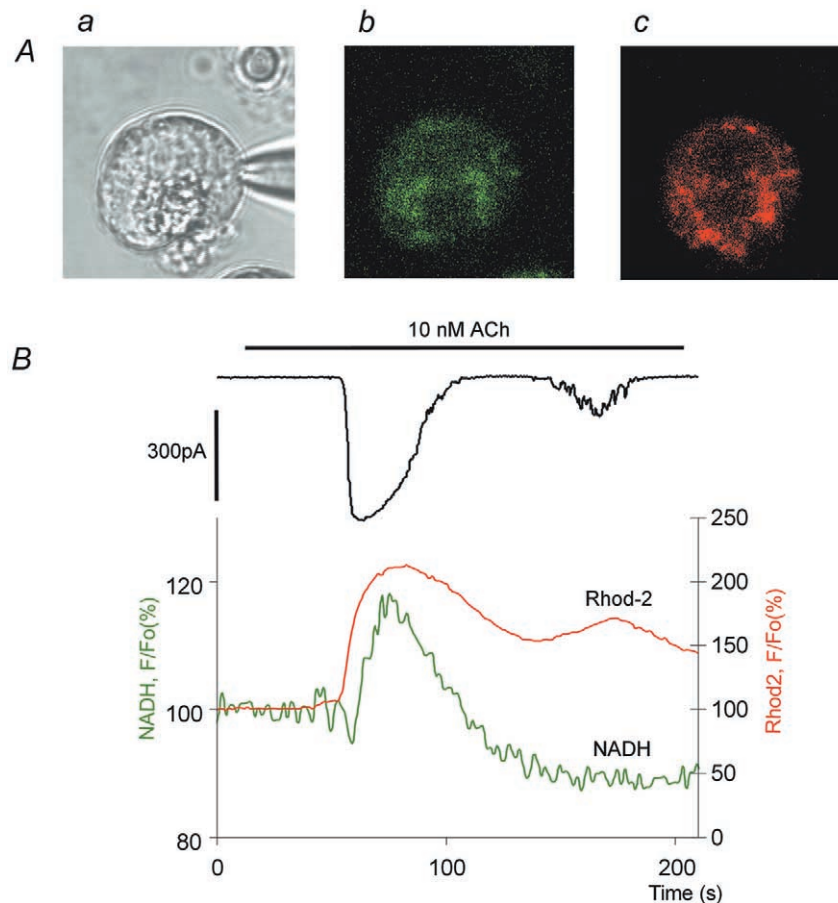 a b c
A
10 nM ACh
B
300pA
250
120 200
Rhod-2
NADH, F/Fo(%) 150 Rhod2, F/Fo(%)
100 100
NADH
50
80 0
0 100 200
Time (s)